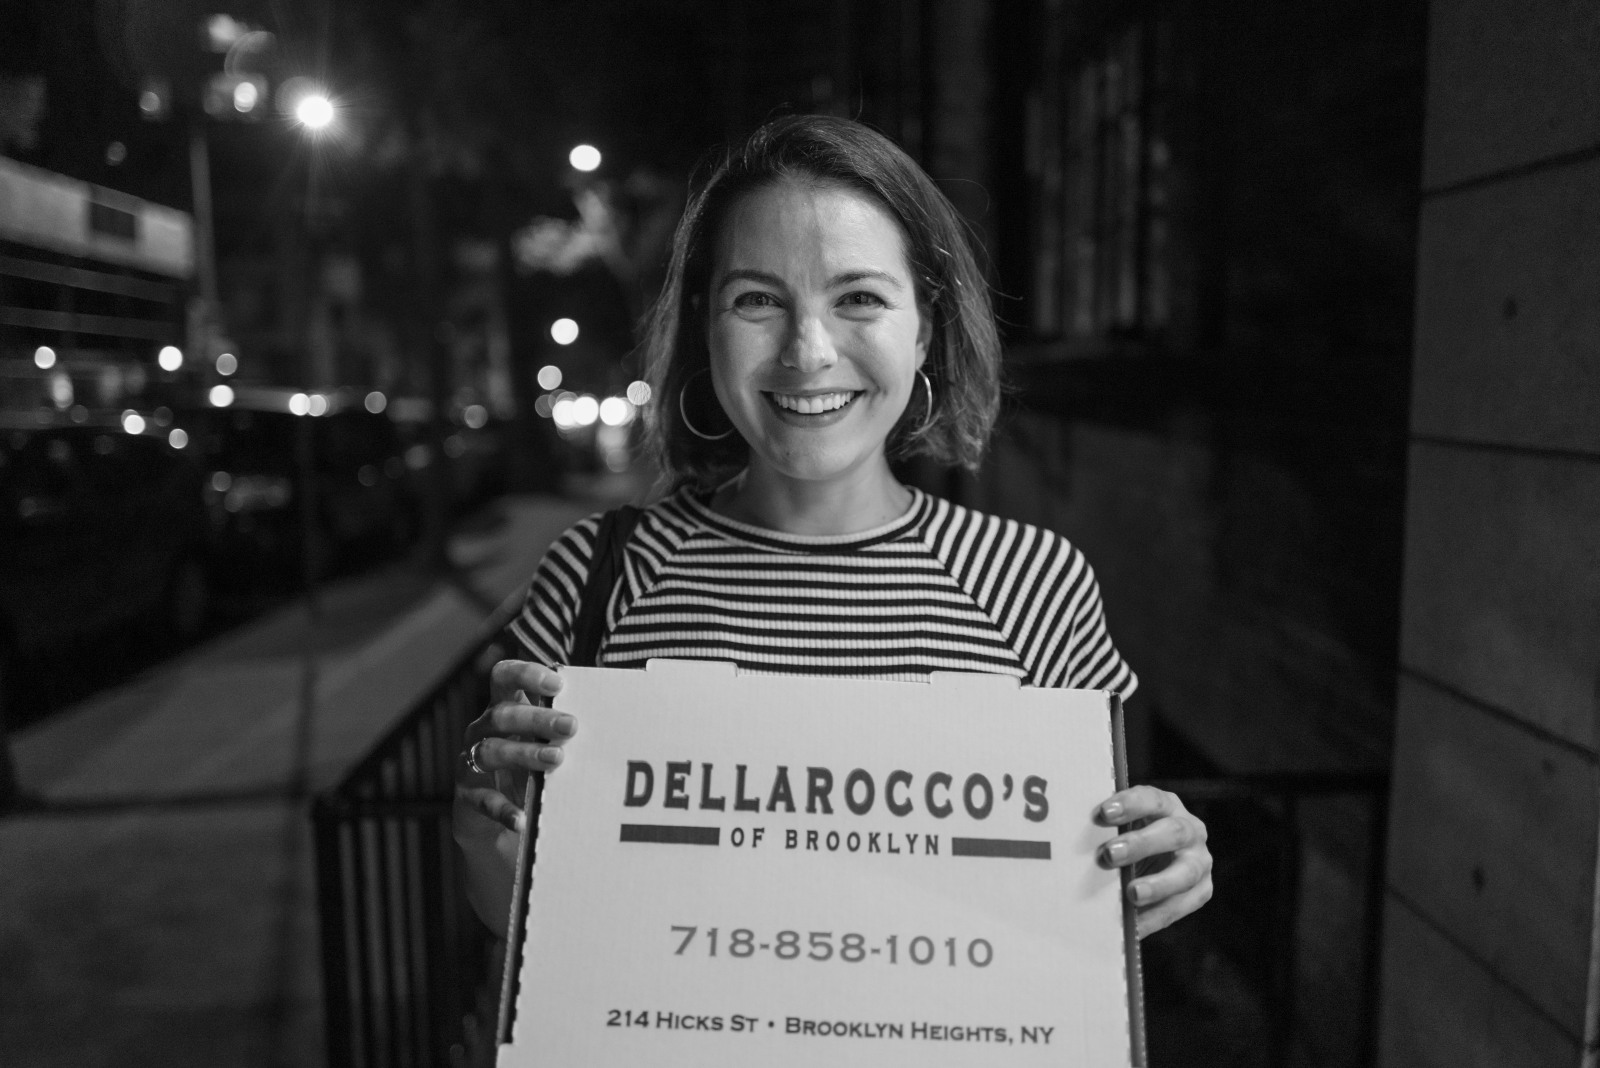 DELLAROCCO'S
OF BROOKLYN
718-858-1010
214 HICKS ST • BROOKLYN HEIGHTS, NY